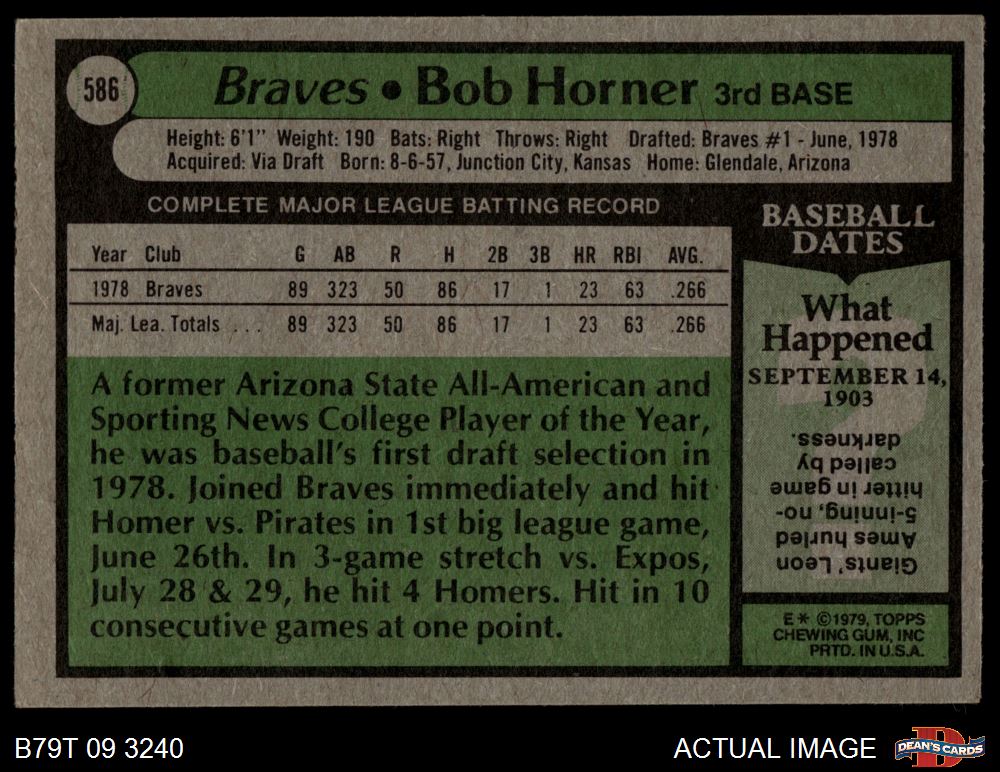 586
Braves • Bob Horner 3rd BASE
Height: 6'1" Weight: 190 Bats: Right Throws: Right Drafted: Braves #1 - June, 1978
Acquired: Via Draft Born: 8-6-57, Junction City, Kansas Home: Glendale, Arizona
COMPLETE MAJOR LEAGUE BATTING RECORD
Year Club G AB R H 2B 3B HR RBI AVG.
1978 Braves 89 323 50 86 17 1 23 63 .266
Maj. Lea. Totals . . . 89 323 50 86 17 1 23 63 .266
A former Arizona State All-American and
Sporting News College Player of the Year,
he was baseball's first draft selection in
1978. Joined Braves immediately and hit
Homer vs. Pirates in 1st big league game,
June 26th. In 3-game stretch vs. Expos,
July 28 & 29, he hit 4 Homers. Hit in 10
consecutive games at one point.
BASEBALL
DATES
What
Happened
SEPTEMBER 14,
1903
Giants' Leon
Ames hurled
5-inning, no-
hitter in game
called by
darkness.
E * ©1979, TOPPS
CHEWING GUM, INC
PRTD. IN U.S.A.
B79T 09 3240
ACTUAL IMAGE
DEAN'S CARDS